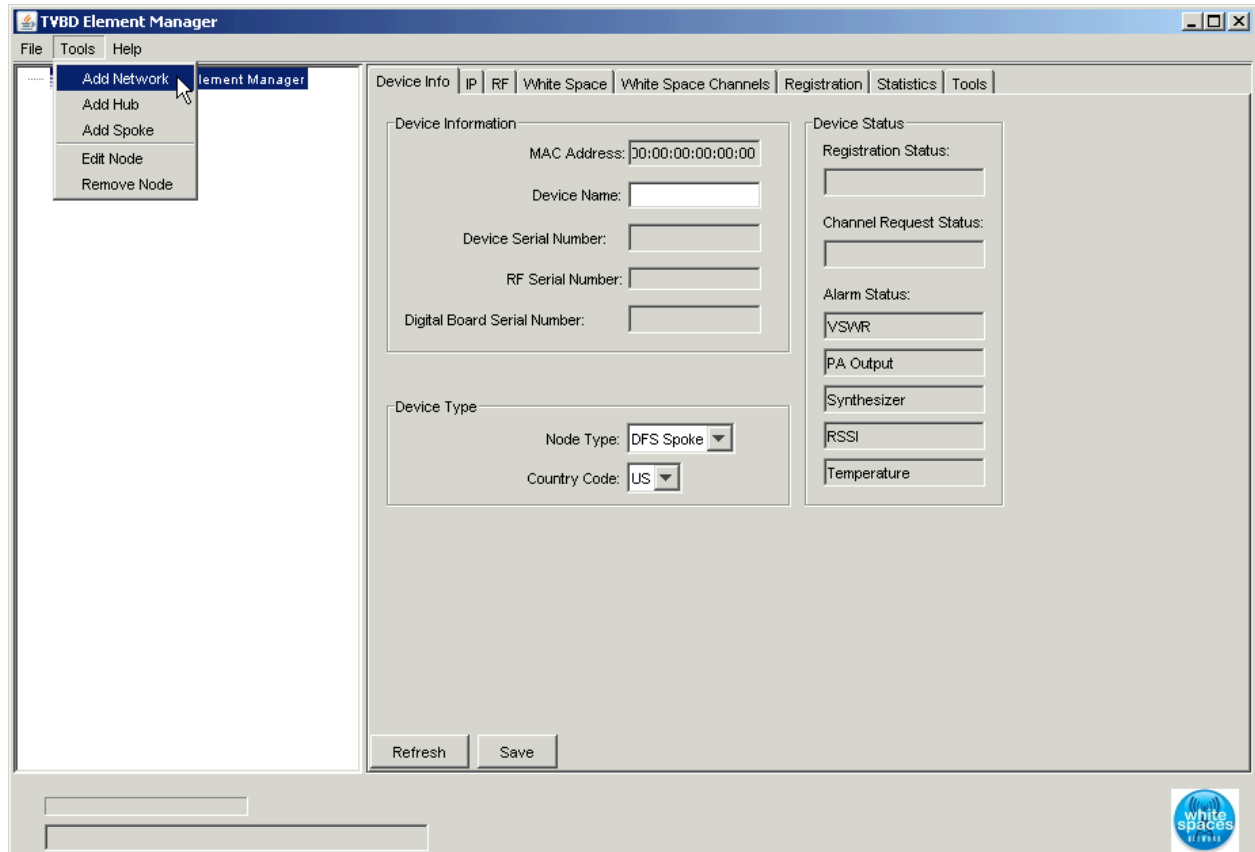 TVBD Element Manager
File Tools Help
Add Network
Element Manager
Add Hub
Add Spoke
Edit Node
Remove Node
Device Info IP RF White Space White Space Channels Registration Statistics Tools
Device Information
MAC Address: 00:00:00:00:00:00
Device Name:
Device Serial Number:
RF Serial Number:
Digital Board Serial Number:
Device Type
Node Type: DFS Spoke
Country Code: US
Device Status
Registration Status:
Channel Request Status:
Alarm Status:
VSWR
PA Output
Synthesizer
RSSI
Temperature
Refresh Save
white
spaces
NETWORK